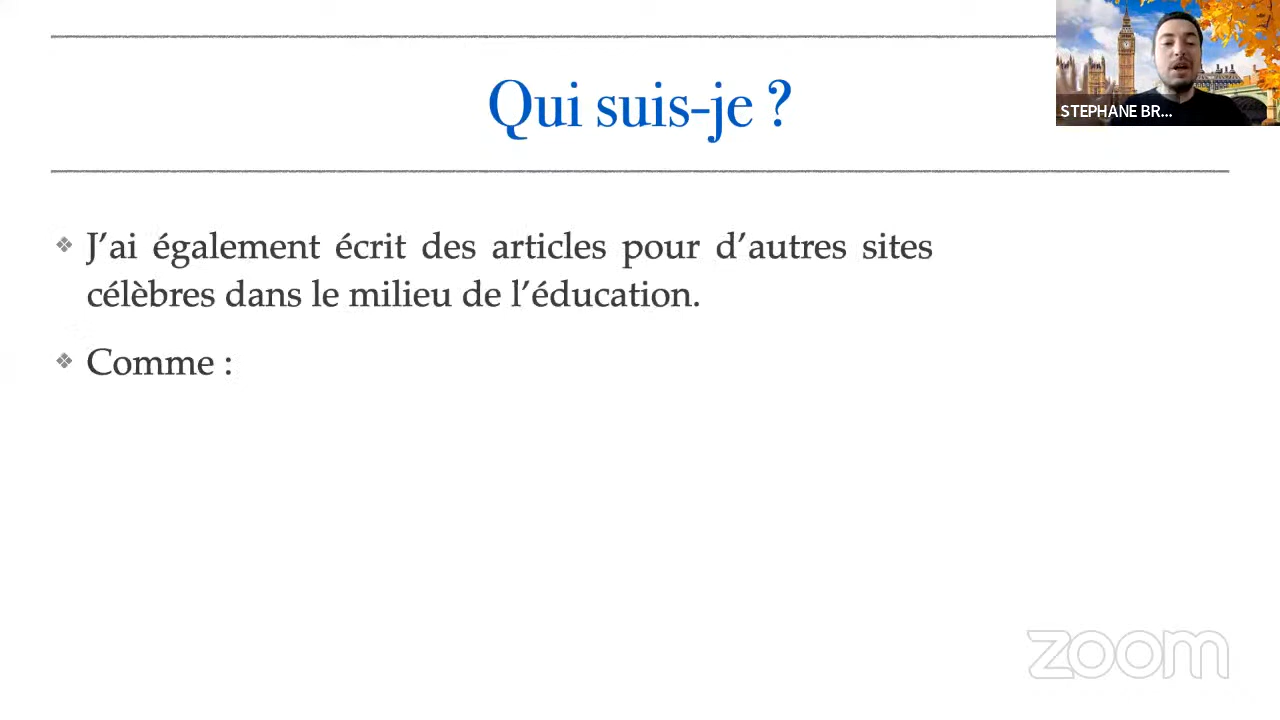 Qui suis-je ?
STEPHANE BR...
J’ai également écrit des articles pour d’autres sites
célèbres dans le milieu de l’éducation.
Comme :
zoom